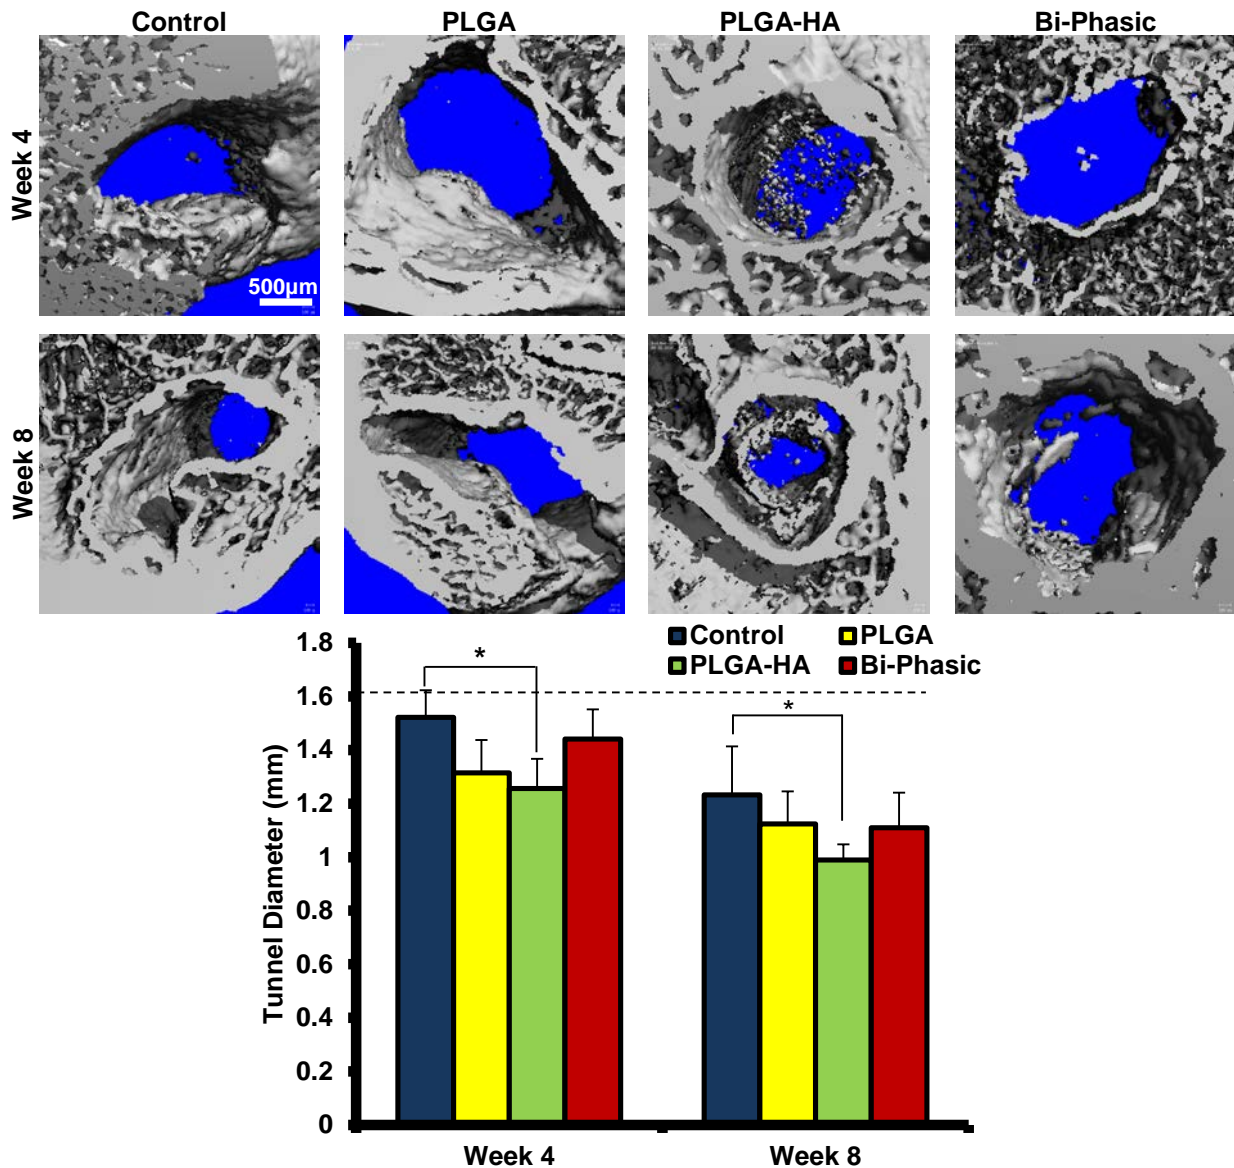 Control PLGA PLGA-HA Bi-Phasic
Week 4
500μm
Week 8
Control PLGA
PLGA-HA Bi-Phasic
*
*
Tunnel Diameter (mm)
1.8
1.6
1.4
1.2
1
0.8
0.6
0.4
0.2
0
Week 4 Week 8